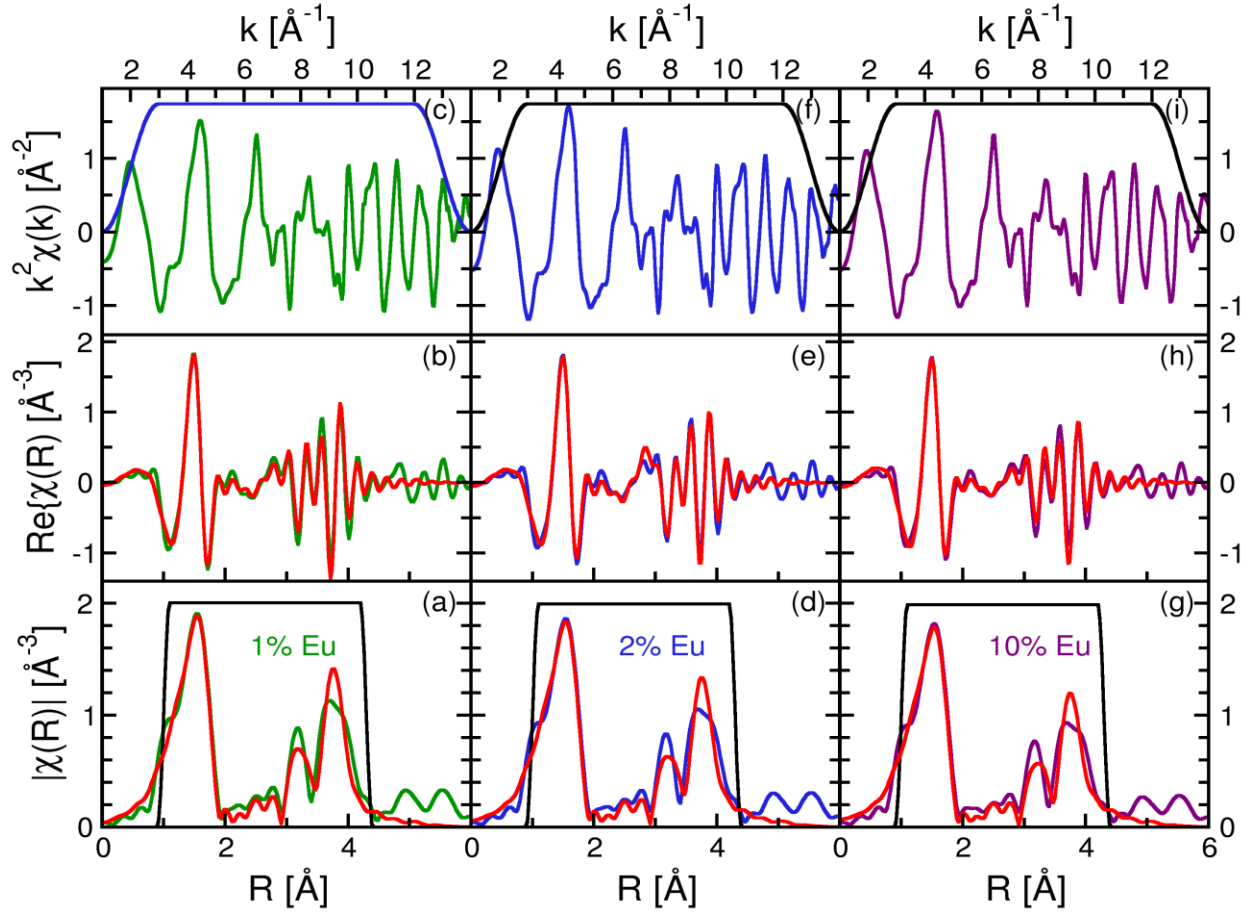 k [Å⁻¹] k [Å⁻¹] k [Å⁻¹]
2 4 6 8 10 12 2 4 6 8 10 12 2 4 6 8 10 12
(c) (f) (i)
k²χ(k) [Å⁻²]
1 0 -1
1 0 -1
(b) (e) (h)
Re{χ(R) [Å⁻³]
2 1 0 -1
2 1 0 -1
(a) (d) (g)
1% Eu 2% Eu 10% Eu
|χ(R)| [Å⁻³]
2 1 0
2 1 0
0 2 4 0 2 4 0 2 4 6
R [Å] R [Å] R [Å]